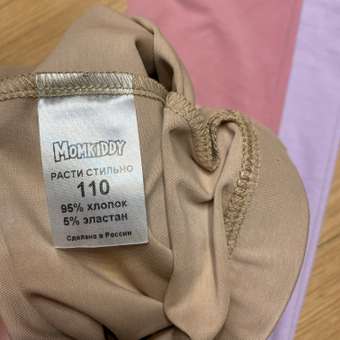 MOMKIDDY
РАСТИ СТИЛЬНО
110
95% ХЛОПОК
5% ЭЛАСТАН
Сделано в России